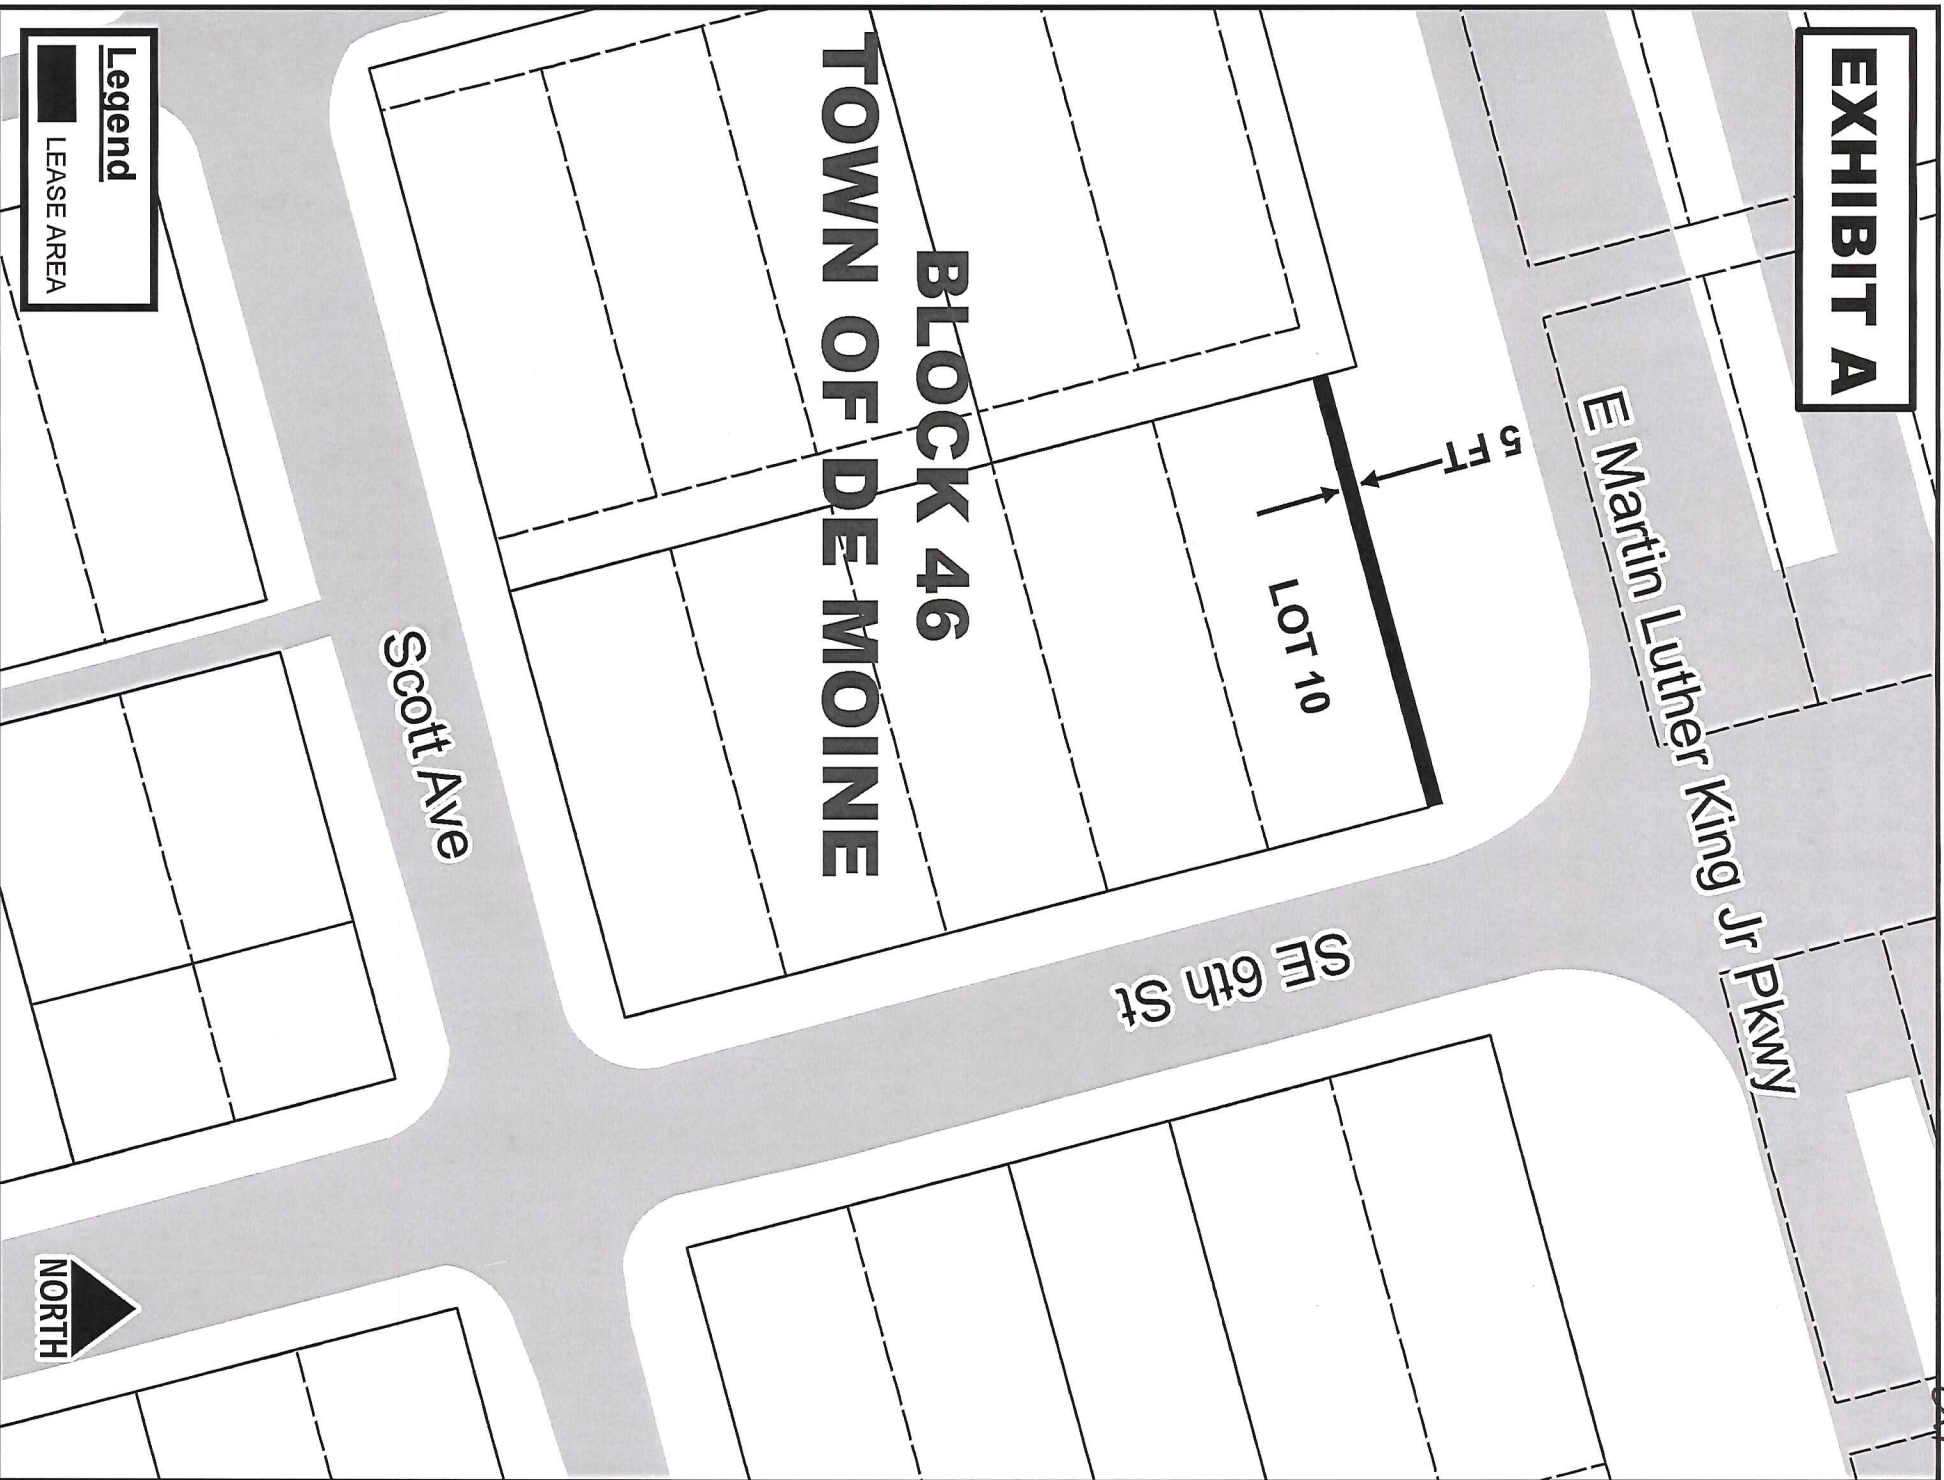 EXHIBIT A
E Martin Luther King Jr Pkwy
5 FT
LOT 10
BLOCK 46
TOWN OF DE MOINE
SE 6th St
Scott Ave
Legend
LEASE AREA
NORTH